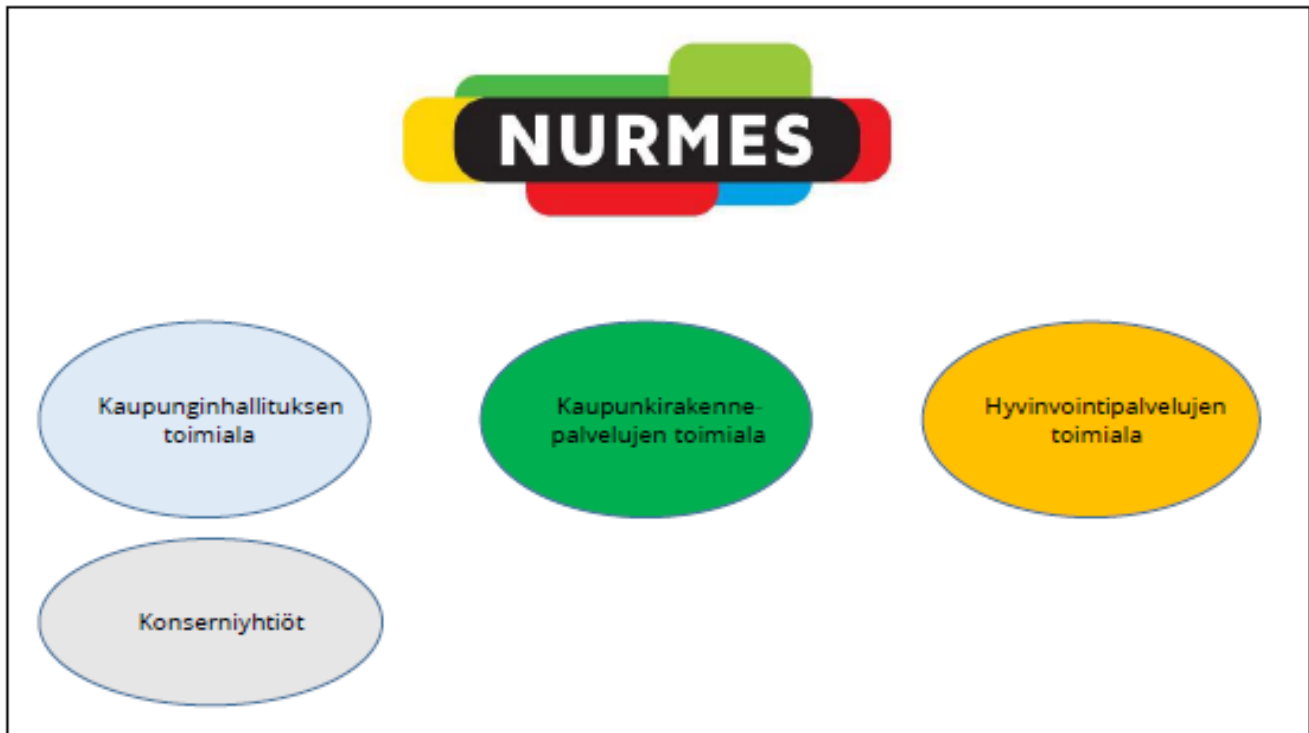 NURMES
Kaupunginhallituksen
toimiala
Kaupunkirakenne-
palvelujen toimiala
Hyvinvointipalvelujen
toimiala
Konserniyhtiöt